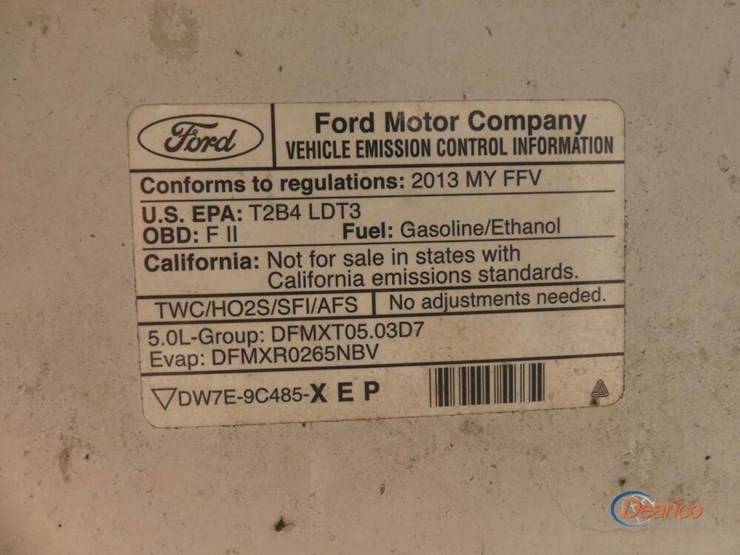 Ford
Ford Motor Company
VEHICLE EMISSION CONTROL INFORMATION
Conforms to regulations: 2013 MY FFV
U.S. EPA: T2B4 LDT3
OBD: F II Fuel: Gasoline/Ethanol
California: Not for sale in states with
California emissions standards.
TWC/HO2S/SFI/AFS No adjustments needed.
5.0L-Group: DFMXT05.03D7
Evap: DFMXR0265NBV
DW7E-9C485-X E P
Deanco